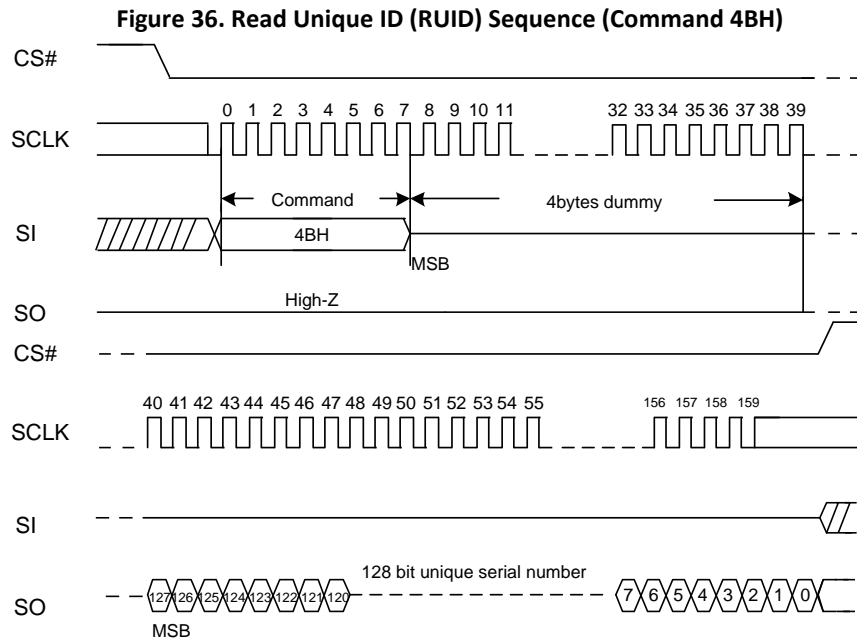 Figure 36. Read Unique ID (RUID) Sequence (Command 4BH)
CS#
0 1 2 3 4 5 6 7 8 9 10 11 32 33 34 35 36 37 38 39
SCLK
Command 4bytes dummy
SI 4BH
MSB
High-Z
SO
CS#
40 41 42 43 44 45 46 47 48 49 50 51 52 53 54 55 156 157 158 159
SCLK
SI
128 bit unique serial number
SO 127 126 125 124 123 122 121 120 7 6 5 4 3 2 1 0
MSB